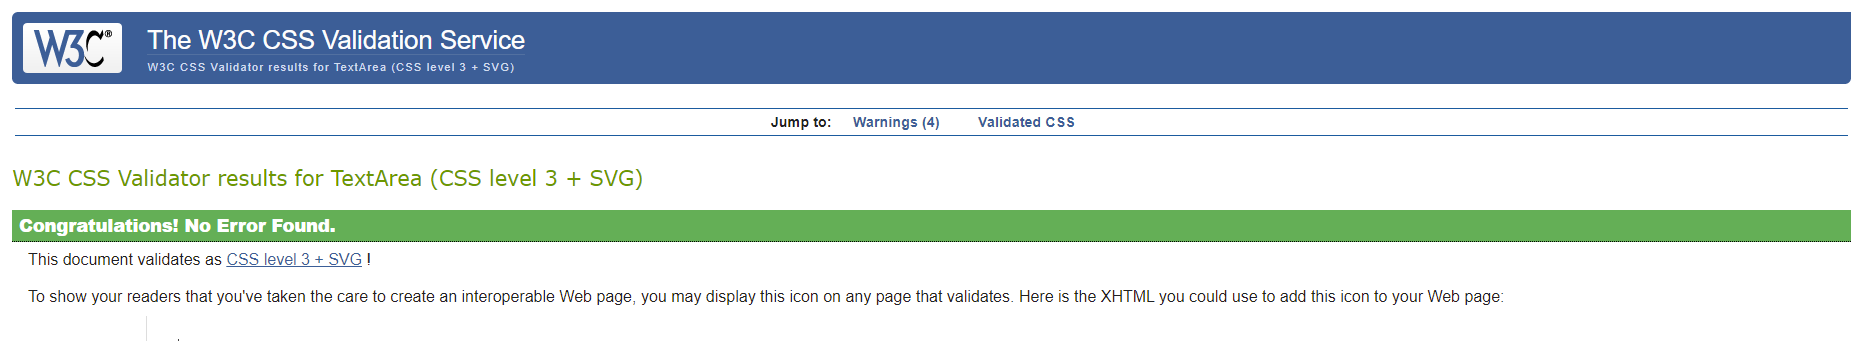 W3C®
The W3C CSS Validation Service
W3C CSS Validator results for TextArea (CSS level 3 + SVG)
Jump to: Warnings (4) Validated CSS
W3C CSS Validator results for TextArea (CSS level 3 + SVG)
Congratulations! No Error Found.
This document validates as CSS level 3 + SVG !
To show your readers that you've taken the care to create an interoperable Web page, you may display this icon on any page that validates. Here is the XHTML you could use to add this icon to your Web page: